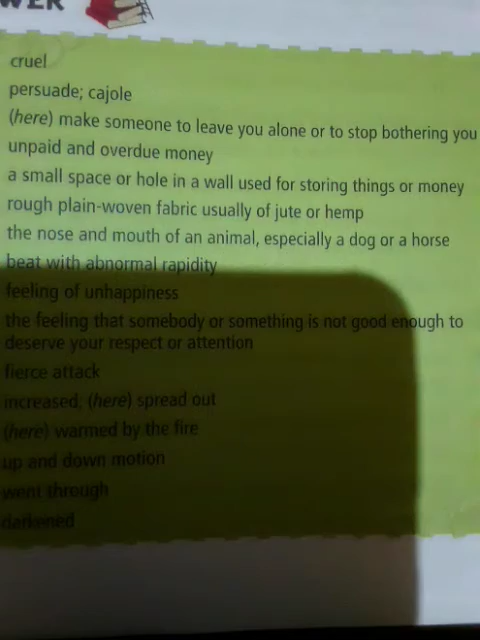 cruel
persuade; cajole
(here) make someone to leave you alone or to stop bothering you
unpaid and overdue money
a small space or hole in a wall used for storing things or money
rough plain-woven fabric usually of jute or hemp
the nose and mouth of an animal, especially a dog or a horse
beat with abnormal rapidity
feeling of unhappiness
the feeling that somebody or something is not good enough to
deserve your respect or attention
fierce attack
increased; (here) spread out
(here) warmed by the fire
up and down motion
went through
darkened